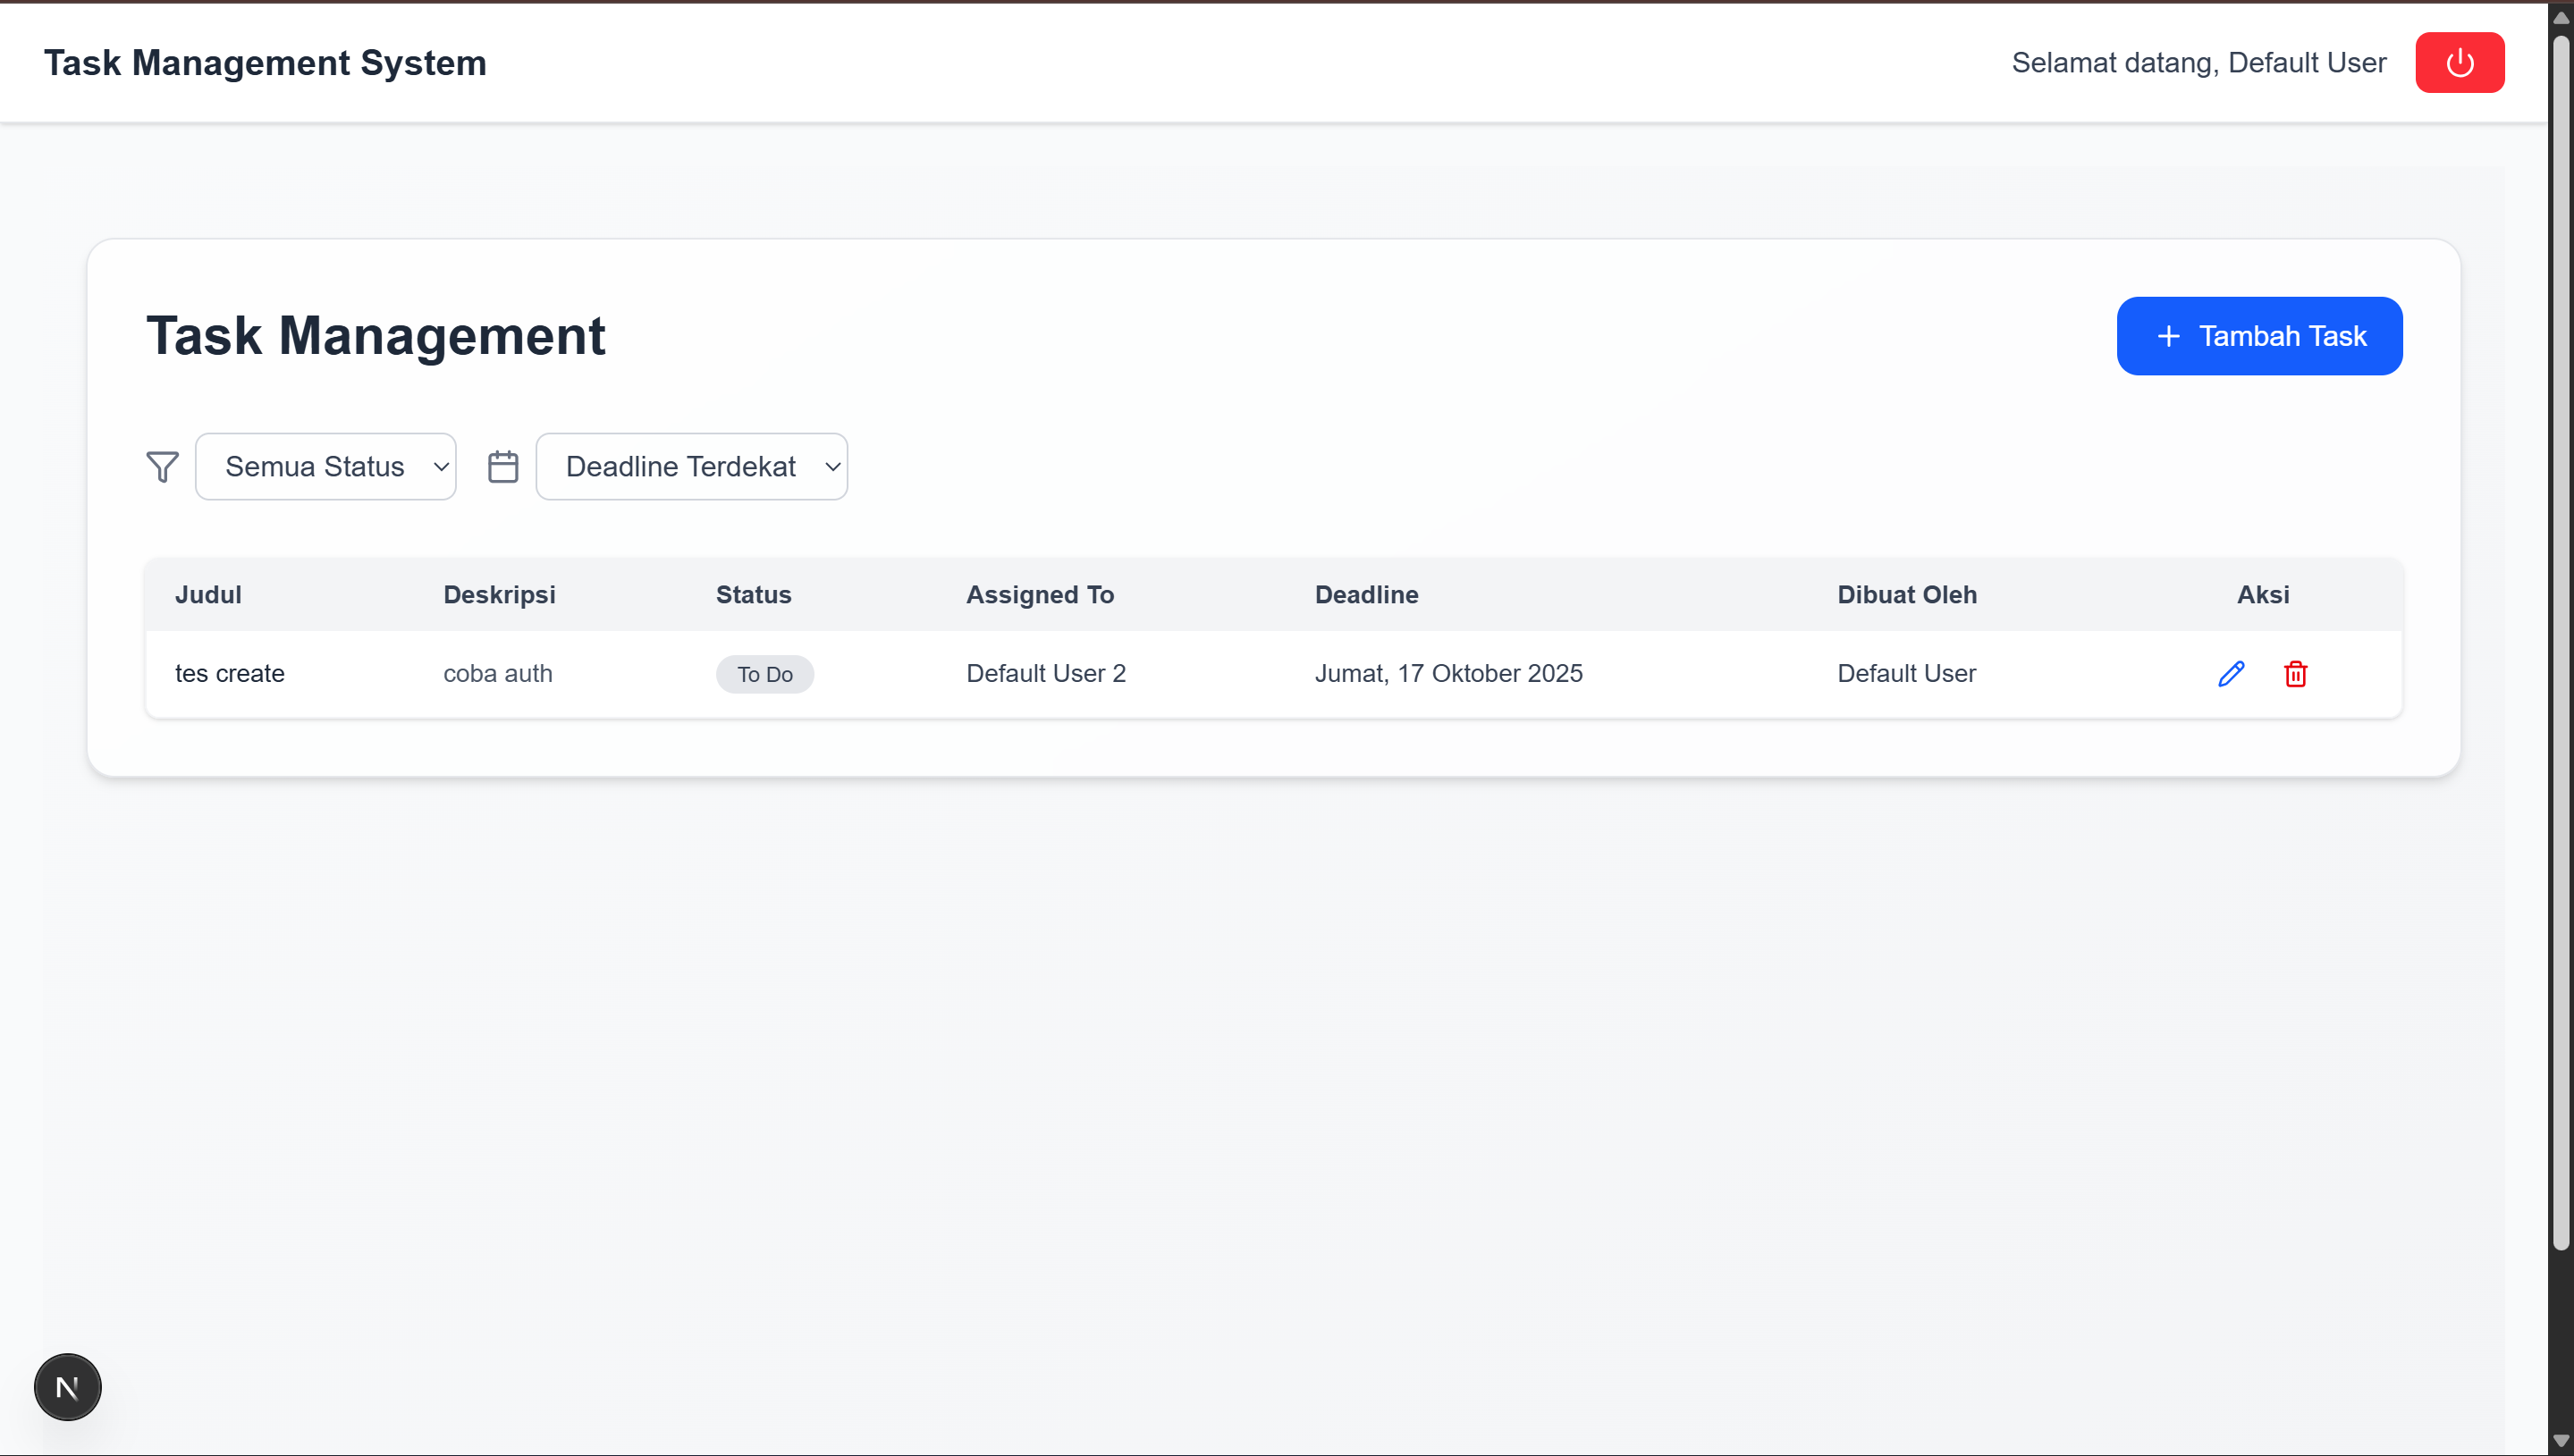 Task Management System
Selamat datang, Default User
Task Management
Tambah Task
Semua Status
Deadline Terdekat
Judul Deskripsi Status Assigned To Deadline Dibuat Oleh Aksi
tes create coba auth To Do Default User 2 Jumat, 17 Oktober 2025 Default User
N